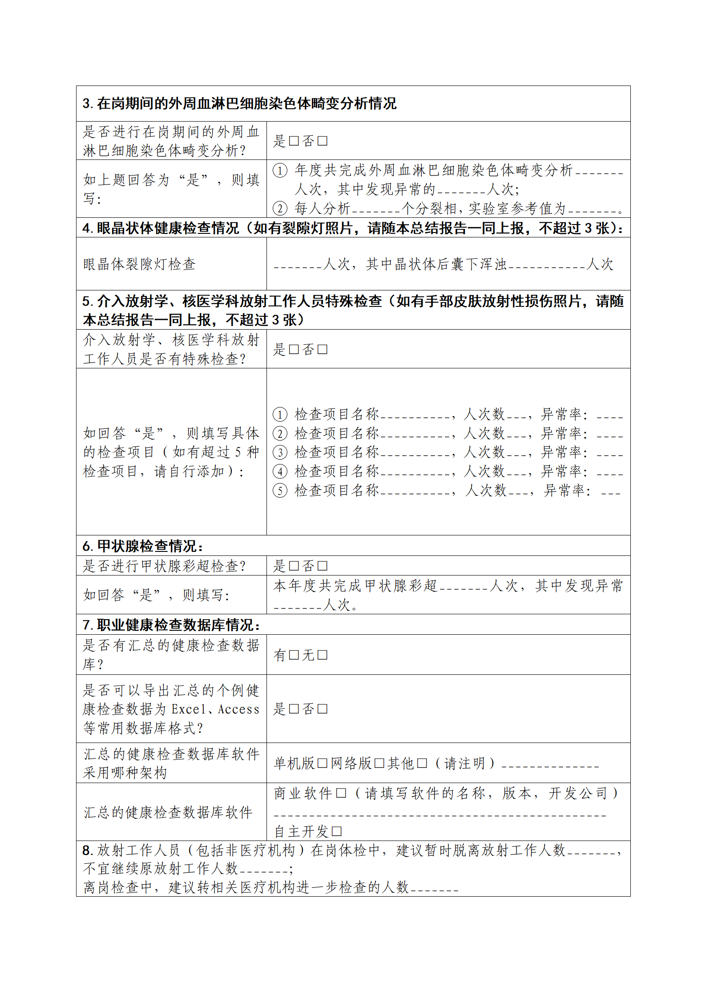 3.在岗期间的外周血淋巴细胞染色体畸变分析情况
是否进行在岗期间的外周血
淋巴细胞染色体畸变分析？
是□否□
如上题回答为“是”，则填
写：
① 年度共完成外周血淋巴细胞染色体畸变分析_______
人次，其中发现异常的_______人次；
② 每人分析_______个分裂相，实验室参考值为_______。
4.眼晶状体健康检查情况（如有裂隙灯照片，请随本总结报告一同上报，不超过3张）：
眼晶体裂隙灯检查
_______人次，其中晶状体后囊下浑浊___________人次
5.介入放射学、核医学科放射工作人员特殊检查（如有手部皮肤放射性损伤照片，请随
本总结报告一同上报，不超过3张）
介入放射学、核医学科放射
工作人员是否有特殊检查？
是□否□
如回答“是”，则填写具体
的检查项目（如有超过5种
检查项目，请自行添加）：
① 检查项目名称__________，人次数___，异常率：____
② 检查项目名称__________，人次数___，异常率：____
③ 检查项目名称__________，人次数___，异常率：____
④ 检查项目名称__________，人次数___，异常率：____
⑤ 检查项目名称__________，人次数___，异常率：___
6.甲状腺检查情况：
是否进行甲状腺彩超检查？
是□否□
如回答“是”，则填写：
本年度共完成甲状腺彩超_______人次，其中发现异常
_______人次。
7.职业健康检查数据库情况：
是否有汇总的健康检查数据
库？
有□无□
是否可以导出汇总的个例健
康检查数据为Excel、Access
等常用数据库格式？
是□否□
汇总的健康检查数据库软件
采用哪种架构
单机版□网络版□其他□（请注明）______________
汇总的健康检查数据库软件
商业软件□（请填写软件的名称，版本，开发公司）
_______________________________________________
自主开发□
8.放射工作人员（包括非医疗机构）在岗体检中，建议暂时脱离放射工作人数_______，
不宜继续原放射工作人数_______；
离岗检查中，建议转相关医疗机构进一步检查的人数_______